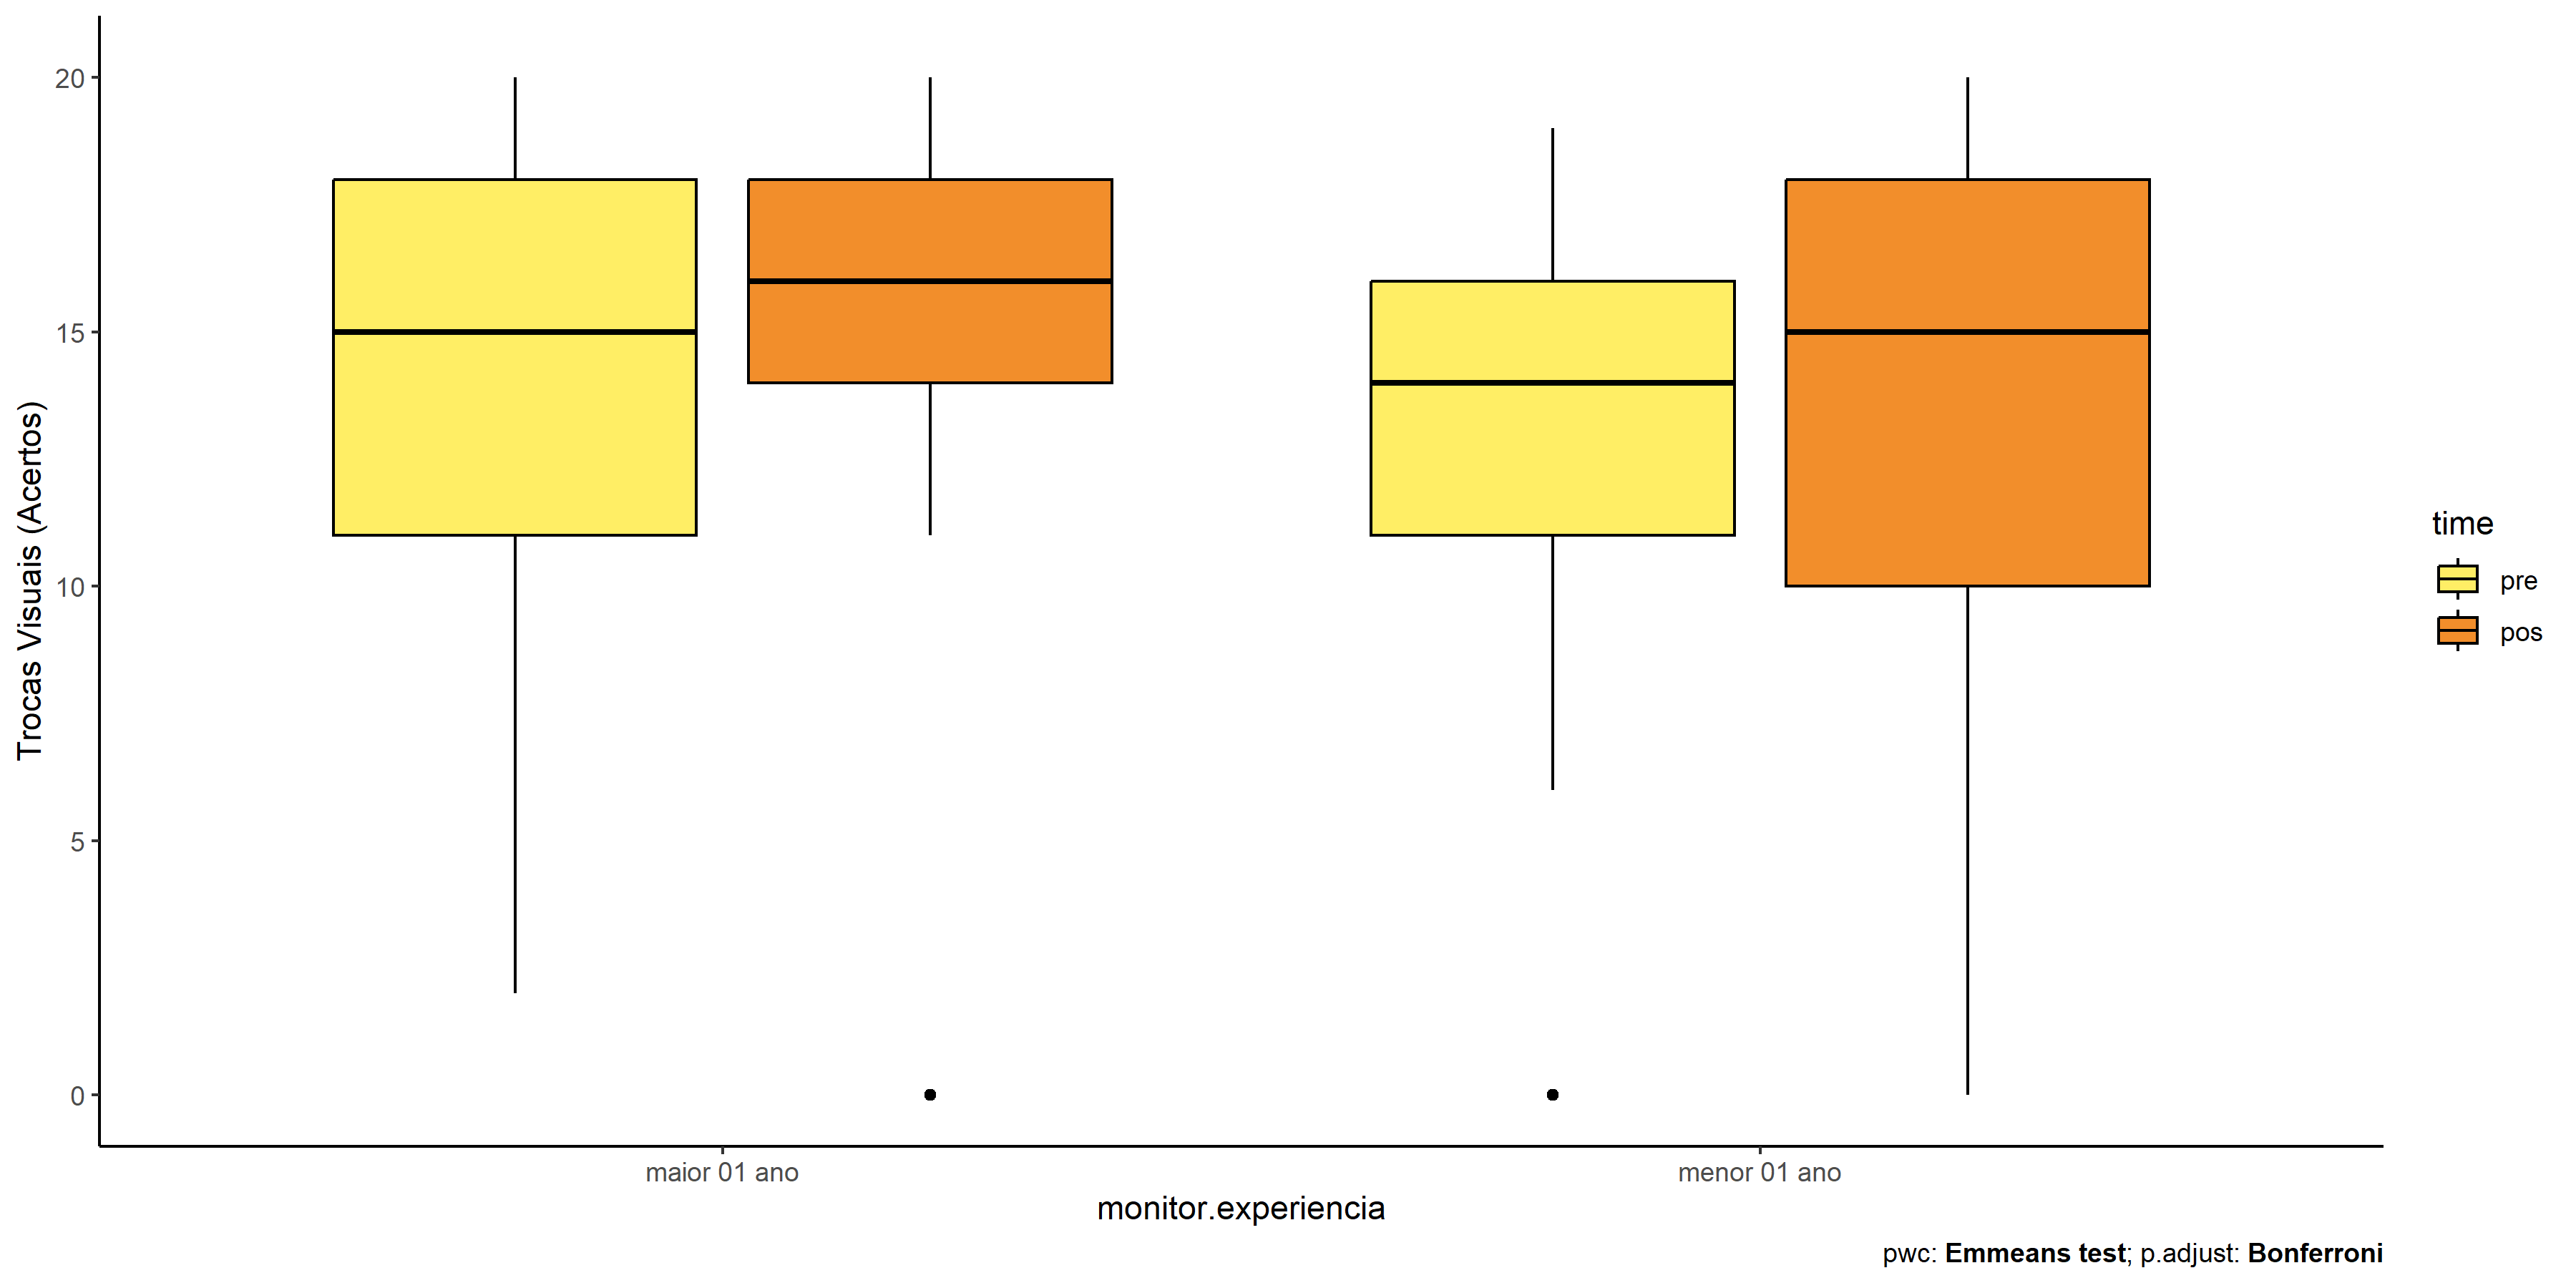 Trocas Visuais (Acertos)
20
15
10
5
0
maior 01 ano
menor 01 ano
monitor.experiencia
time
pre
pos
pwc: Emmeans test; p.adjust: Bonferroni